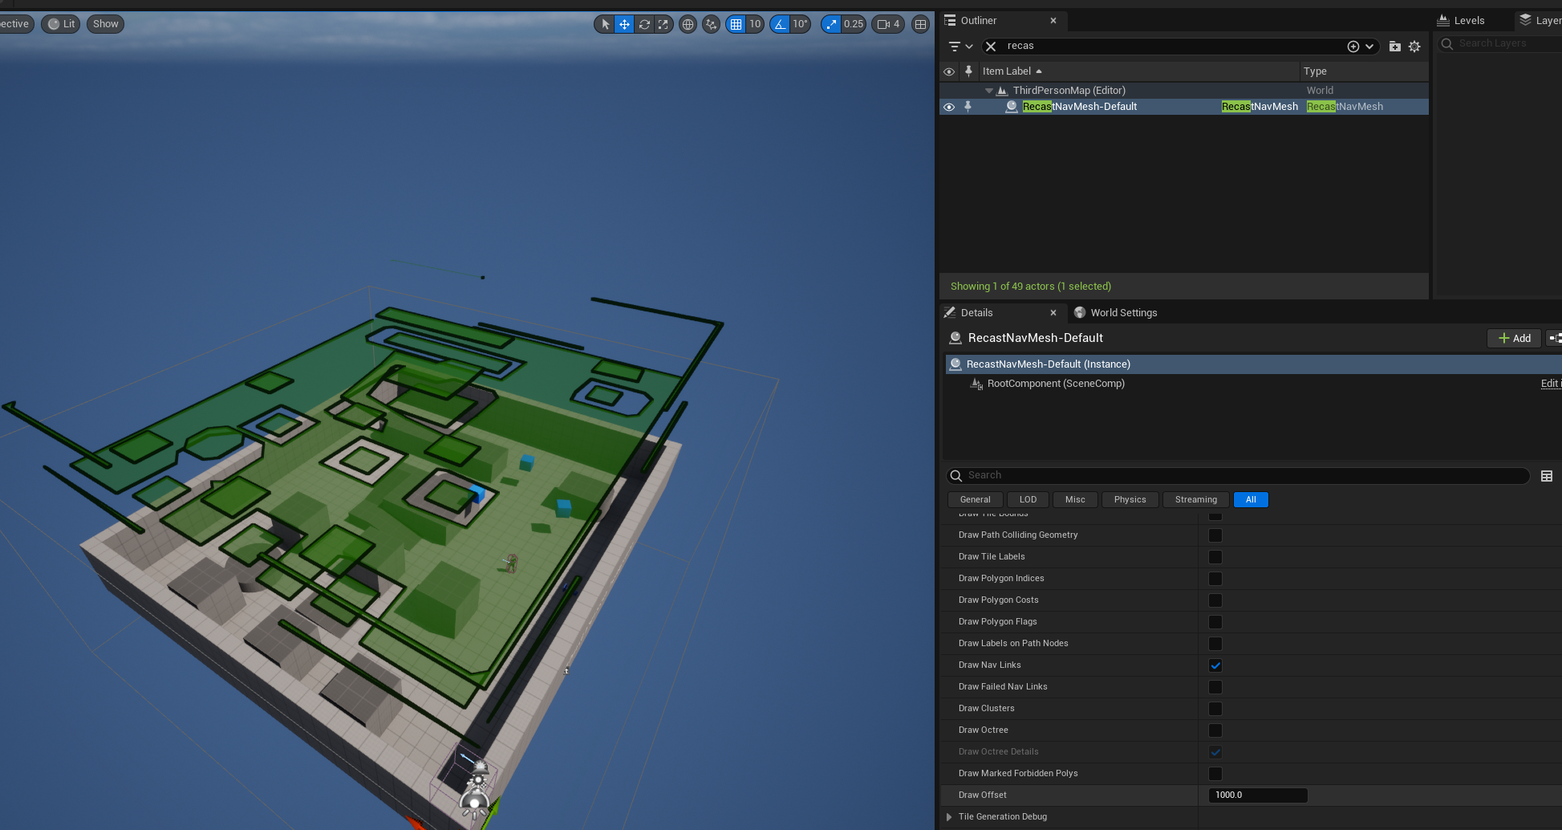 pective Lit Show 10 10° 0.25 4
Outliner
Levels
Layer
recas
Search Layers
Item Label Type
ThirdPersonMap (Editor) World
RecastNavMesh-Default RecastNavMesh RecastNavMesh
Showing 1 of 49 actors (1 selected)
Details World Settings
RecastNavMesh-Default
Add
RecastNavMesh-Default (Instance)
RootComponent (SceneComp) Edit i
Search
General LOD Misc Physics Streaming All
Draw Tile Bounds
Draw Path Colliding Geometry
Draw Tile Labels
Draw Polygon Indices
Draw Polygon Costs
Draw Polygon Flags
Draw Labels on Path Nodes
Draw Nav Links
Draw Failed Nav Links
Draw Clusters
Draw Octree
Draw Octree Details
Draw Marked Forbidden Polys
Draw Offset 1000.0
Tile Generation Debug